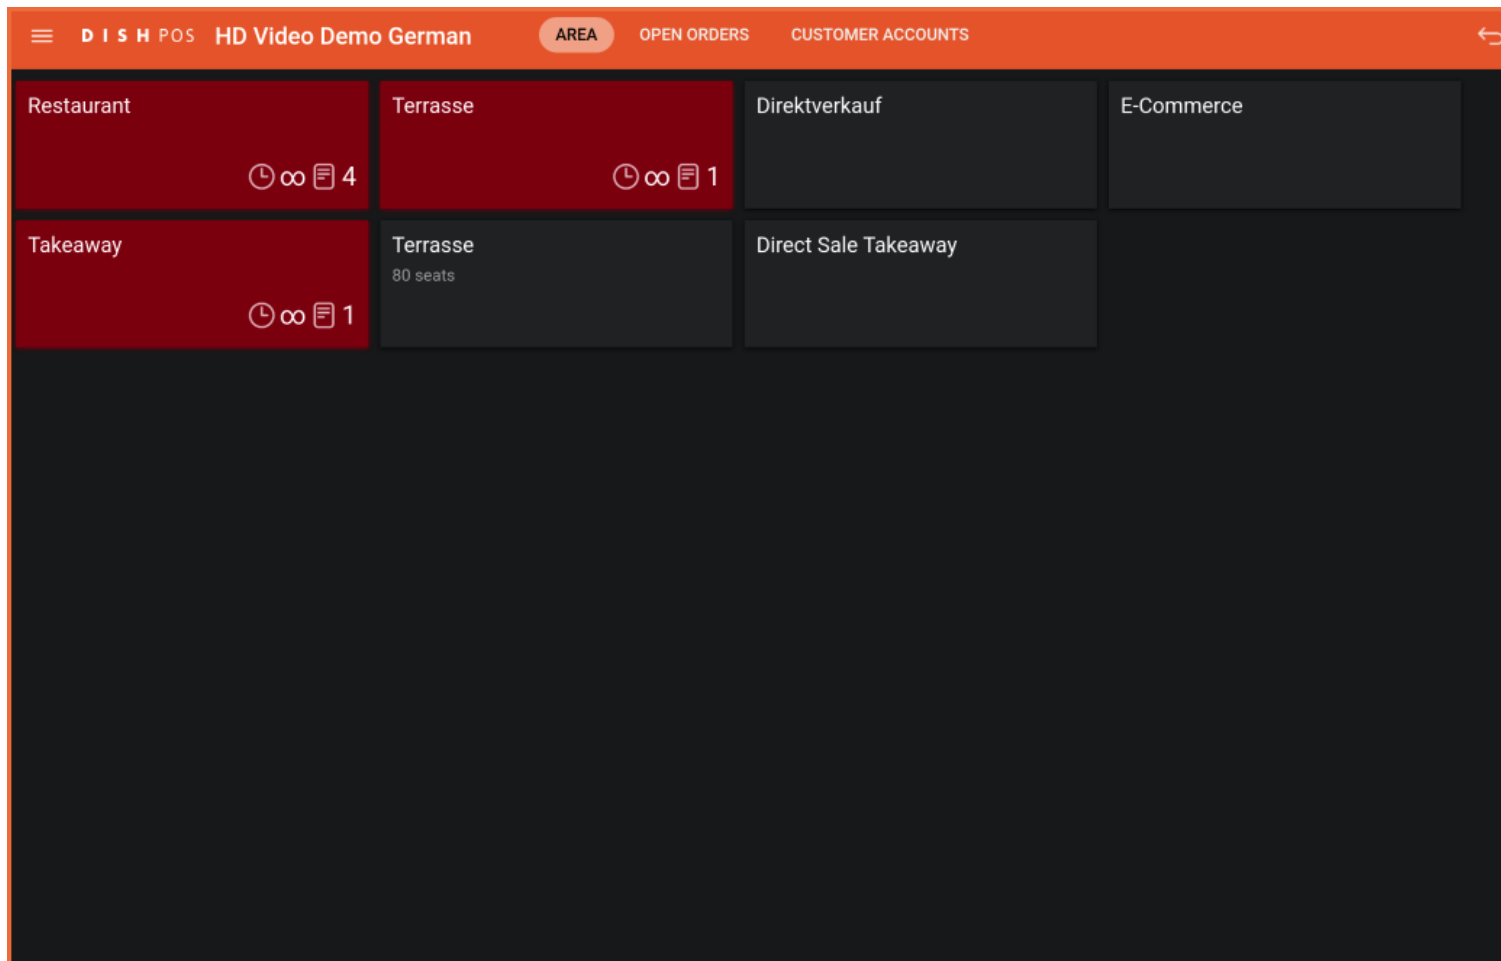 DISH POS HD Video Demo German AREA OPEN ORDERS CUSTOMER ACCOUNTS
Restaurant
∞ 4
Terrasse
∞ 1
Direktverkauf
E-Commerce
Takeaway
∞ 1
Terrasse
80 seats
Direct Sale Takeaway